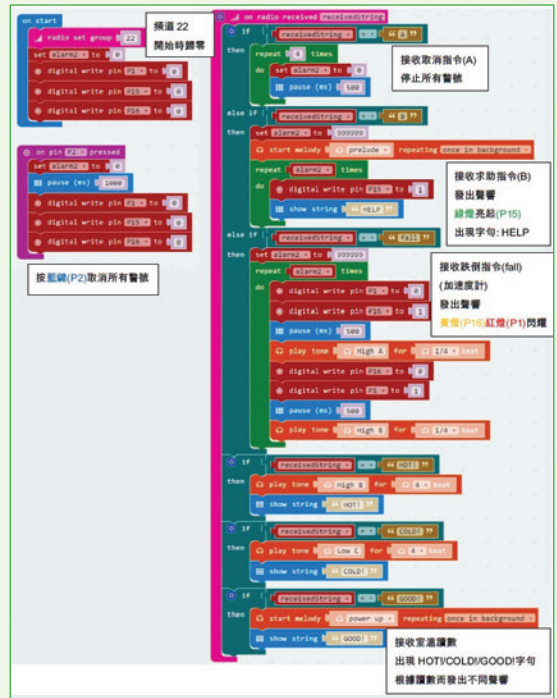 on start
radio set group 22
set alarm2 to 0
digital write pin P1 to 0
digital write pin P15 to 0
digital write pin P16 to 0
頻道 22
開始時歸零
on pin P2 pressed
set alarm2 to 0
pause (ms) 1000
digital write pin P1 to 0
digital write pin P15 to 0
digital write pin P16 to 0
按藍鍵(P2)取消所有警號
on radio received receivedString
if receivedString = " A "
then repeat 4 times
do set alarm2 to 0
pause (ms) 500
接收取消指令(A)
停止所有警號
else if receivedString = " B "
then set alarm2 to 999999
start melody prelude repeating once in background
repeat alarm2 times
do digital write pin P15 to 1
show string " HELP "
接收求助指令(B)
發出聲響
綠燈亮起(P15)
出現字句: HELP
else if receivedString = " fall "
then set alarm2 to 999999
repeat alarm2 times
do digital write pin P1 to 0
digital write pin P16 to 1
pause (ms) 500
play tone High A for 1/4 beat
digital write pin P16 to 0
digital write pin P1 to 1
pause (ms) 500
play tone High B for 1/4 beat
接收跌倒指令(fall)
(加速度計)
發出聲響
黃燈(P16)紅燈(P1)閃耀
if receivedString = " HOT! "
then play tone High B for 4 beat
show string " HOT! "
if receivedString = " COLD! "
then play tone Low C for 4 beat
show string " COLD! "
if receivedString = " GOOD! "
then start melody power up repeating once in background
show string " GOOD! "
接收室溫讀數
出現 HOT!/COLD!/GOOD!字句
根據讀數而發出不同聲響